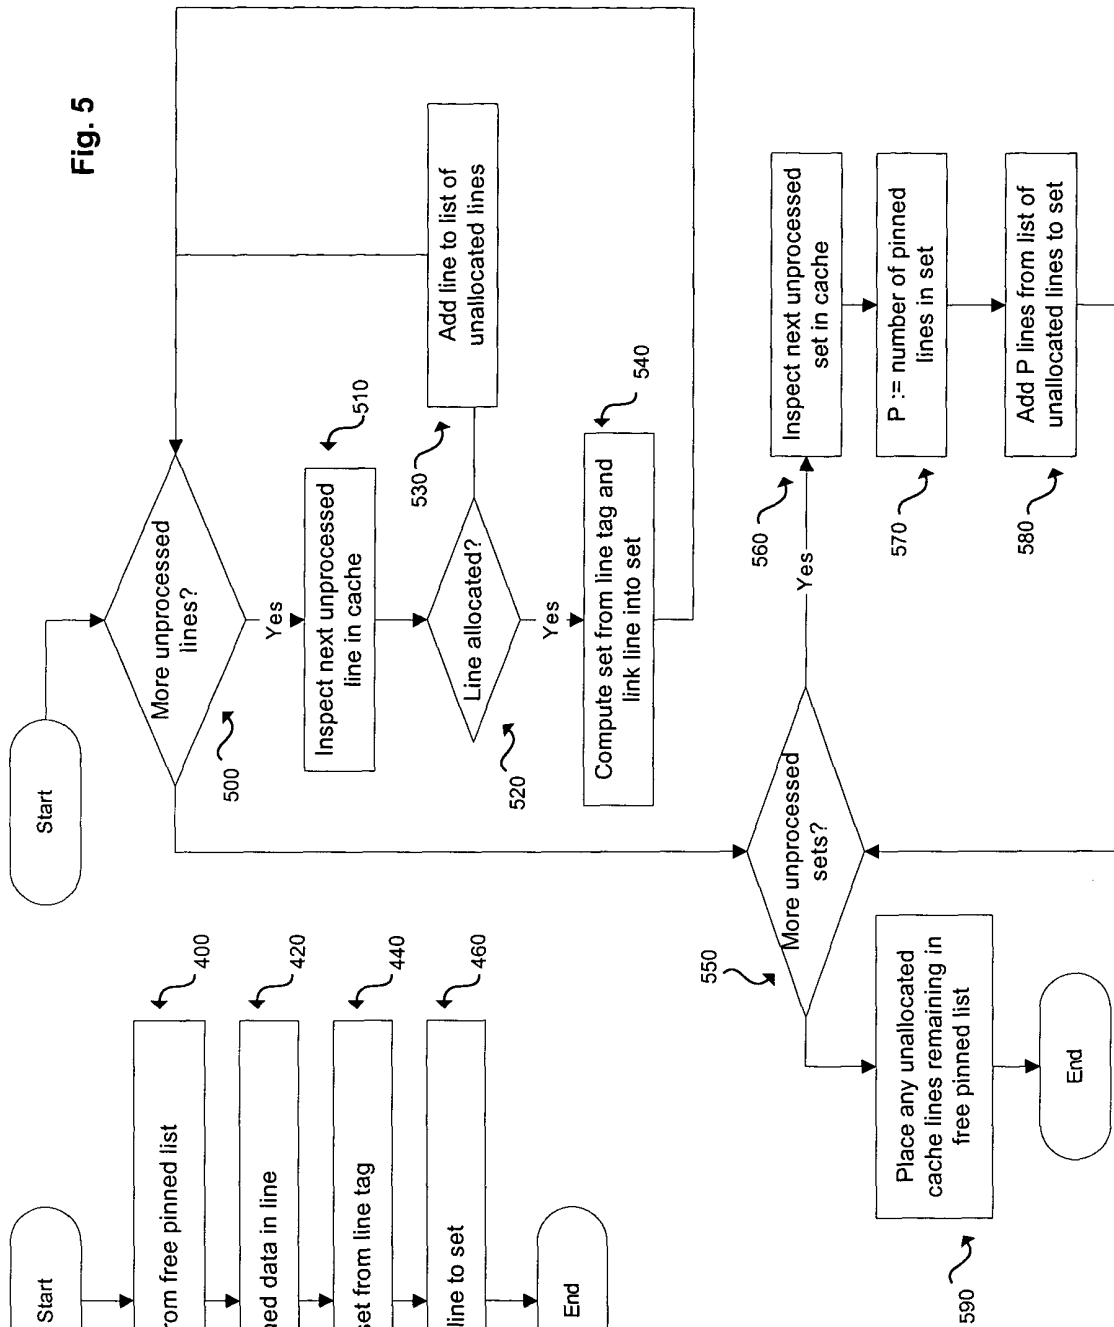 Fig. 5
Start
More unprocessed
lines?
500
Yes
Inspect next unprocessed
line in cache
510
Line allocated?
520
Add line to list of
unallocated lines
530
Yes
Compute set from line tag and
link line into set
540
More unprocessed
sets?
550
Yes
Inspect next unprocessed
set in cache
560
P := number of pinned
lines in set
570
Add P lines from list of
unallocated lines to set
580
Place any unallocated
cache lines remaining in
free pinned list
590
End
Start
from free pinned list
400
data in line
420
set from line tag
440
line to set
460
End